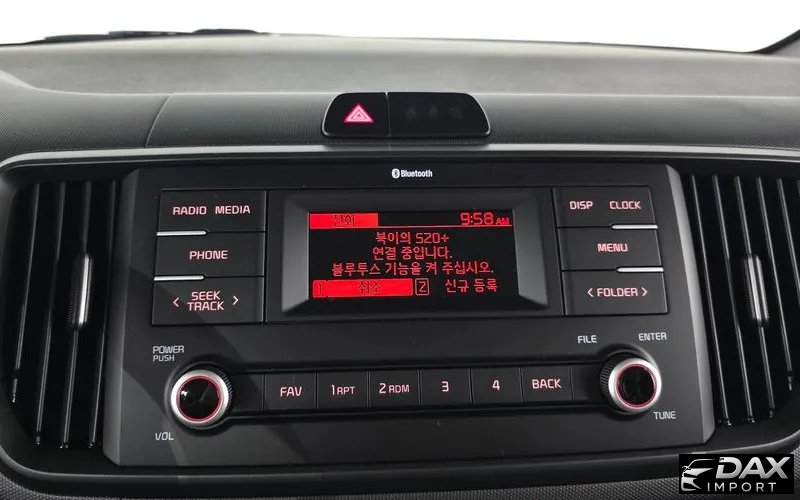 Bluetooth
RADIO MEDIA
PHONE
< SEEK TRACK >
9:58 AM
북이의 S20+
연결 중입니다.
블루투스 기능을 켜 주십시오.
1 취소 2 신규 등록
DISP CLOCK
MENU
< FOLDER >
POWER PUSH
VOL
FAV 1 RPT 2 RDM 3 4 BACK
FILE
ENTER
TUNE
DAX
IMPORT